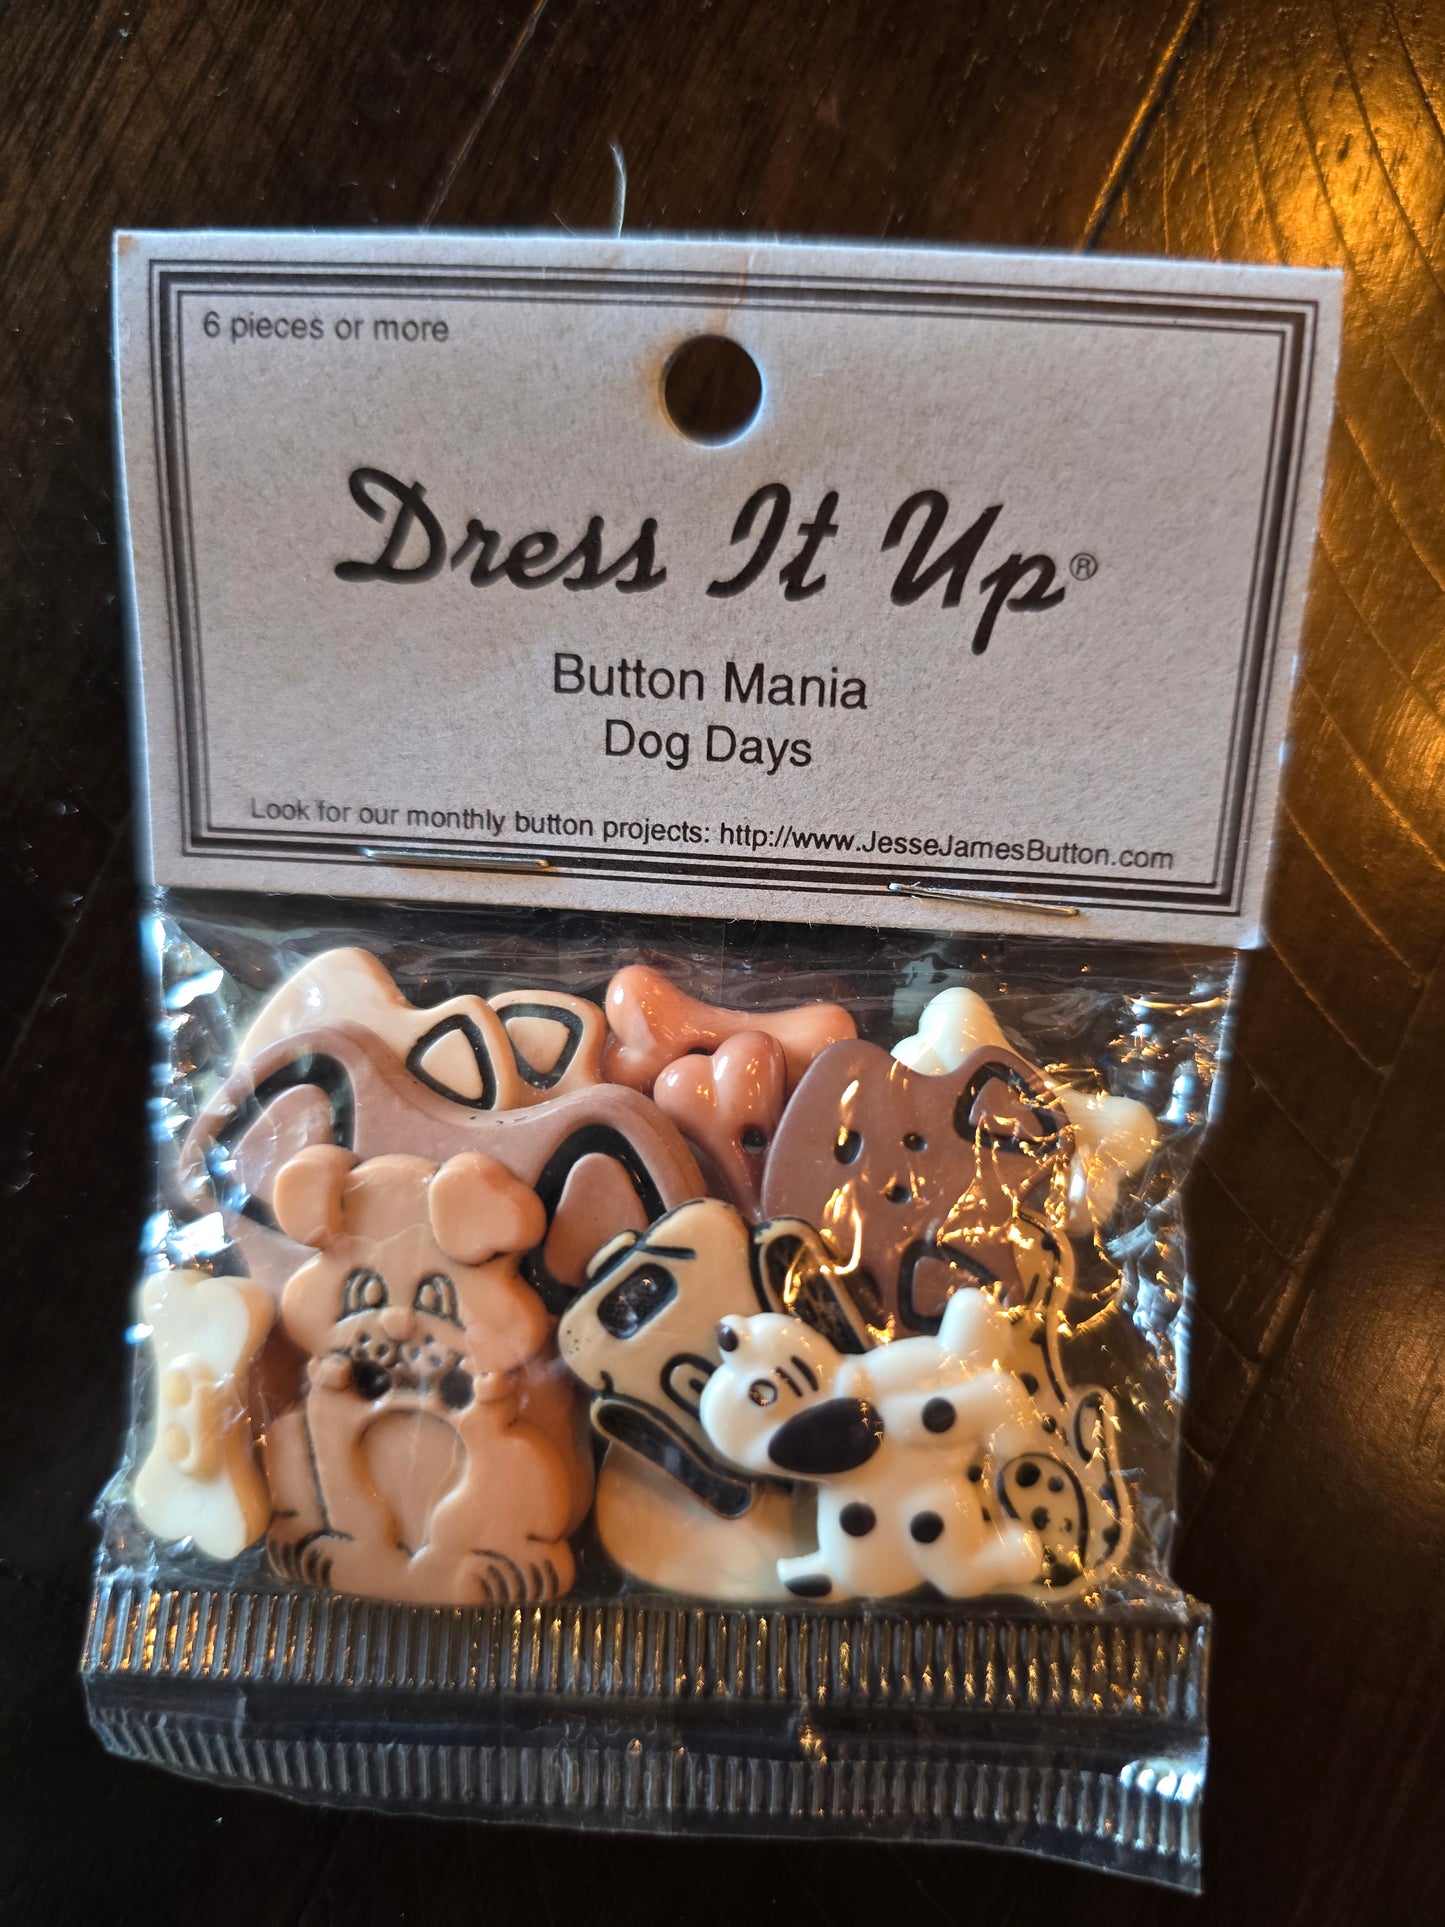 6 pieces or more
Dress It Up®
Button Mania
Dog Days
Look for our monthly button projects: http://www.JesseJamesButton.com